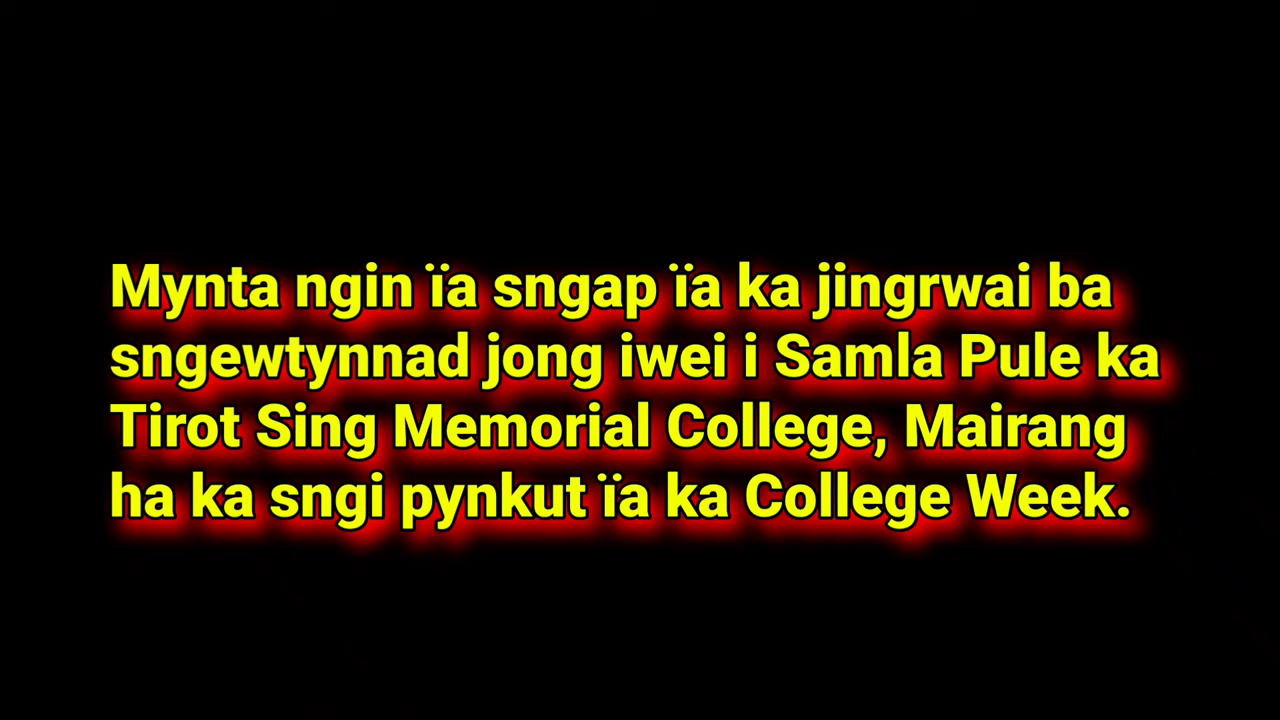 Mynta ngin ïa sngap ïa ka jingrwai ba
sngewtynnad jong iwei i Samla Pule ka
Tirot Sing Memorial College, Mairang
ha ka sngi pynkut ïa ka College Week.